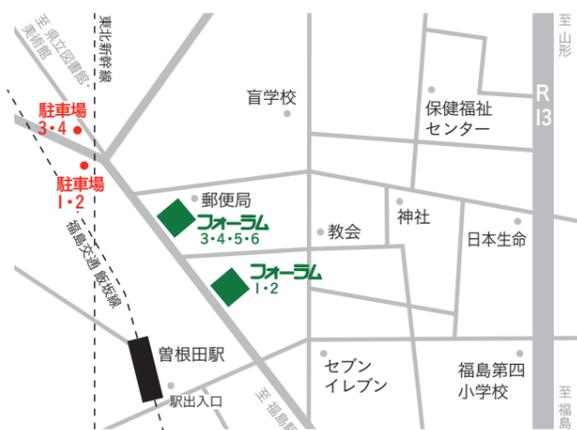 至 県立図書館・
美術館
東北新幹線
至 山形
R
13
盲学校
保健福祉
センター
駐車場
3・4
駐車場
1・2
郵便局
フォーラム
3・4・5・6
教会
神社
日本生命
福島交通 飯坂線
フォーラム
1・2
曽根田駅
駅出入口
セブン
イレブン
福島第四
小学校
至 福島
至 福島